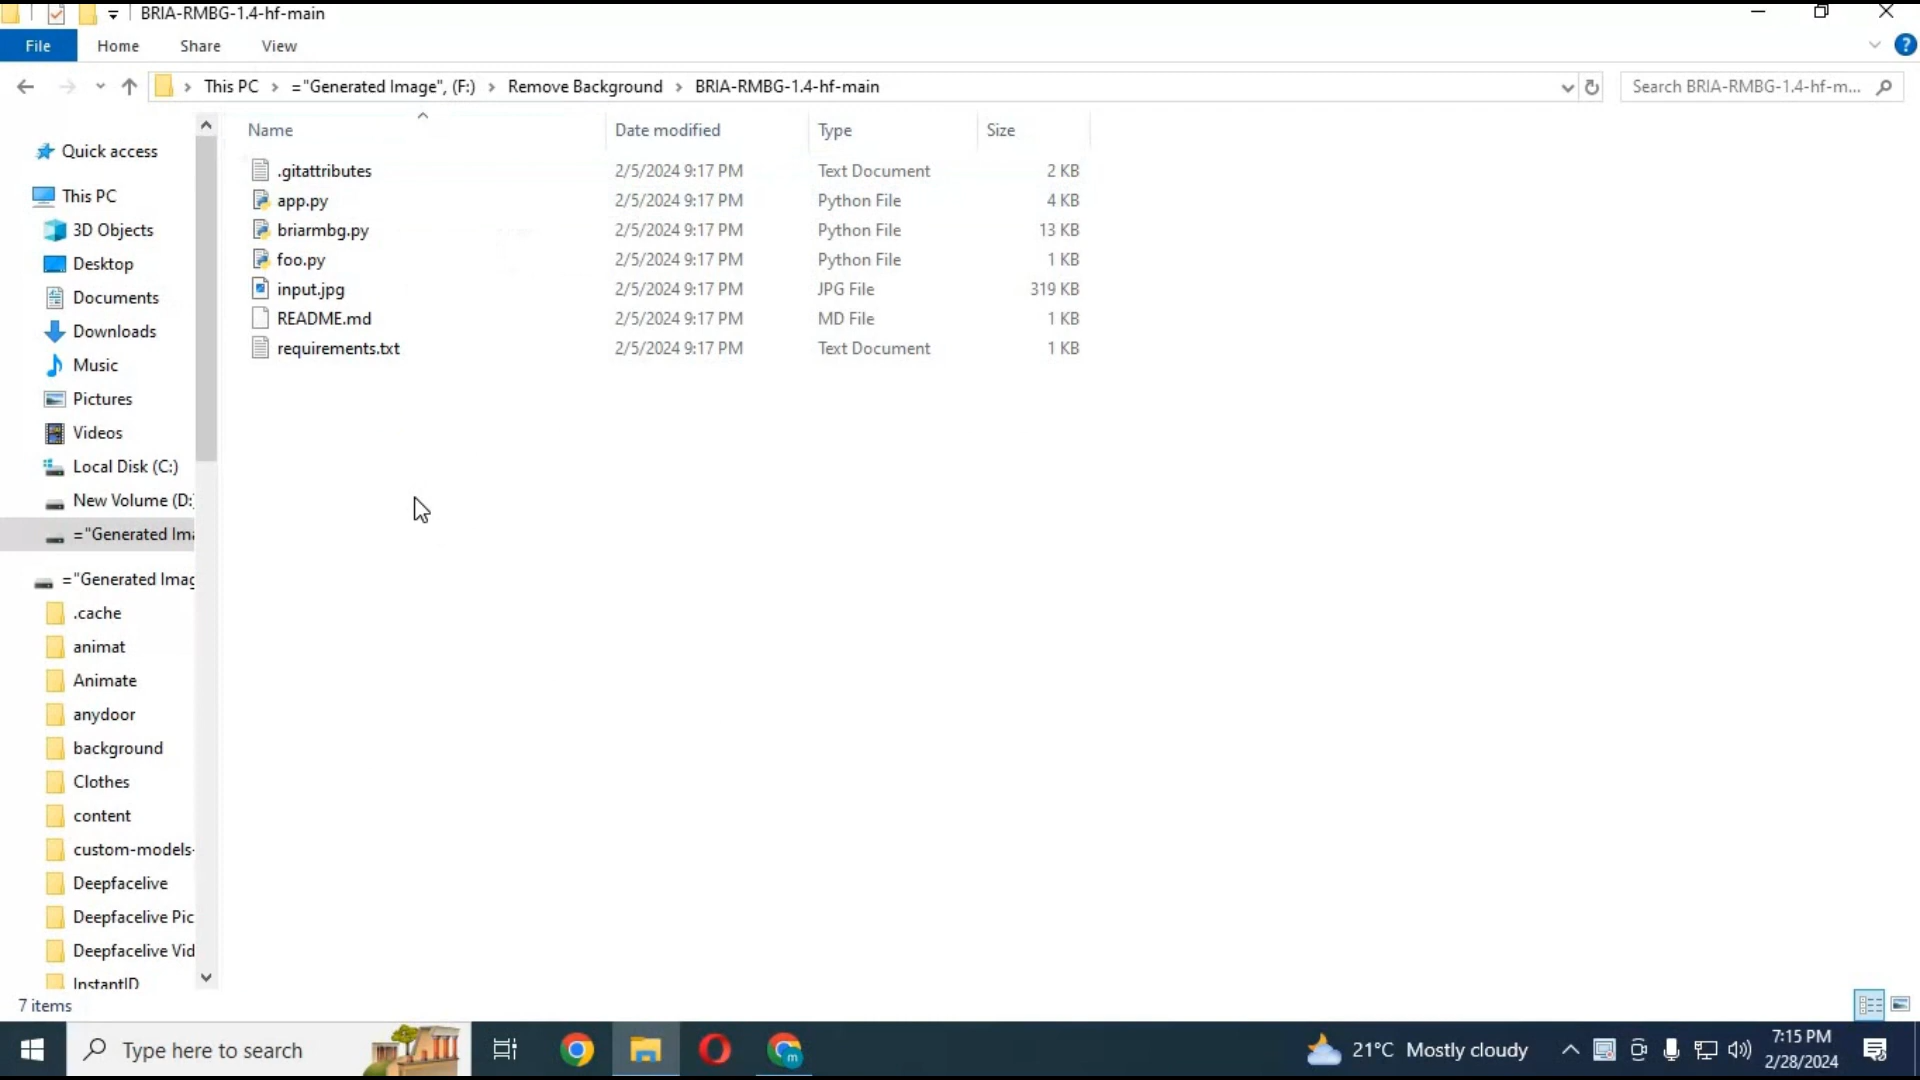 BRIA-RMBG-1.4-hf-main
File Home Share View
This PC > ="Generated Image", (F:) > Remove Background > BRIA-RMBG-1.4-hf-main
Search BRIA-RMBG-1.4-hf-m...
Name Date modified Type Size
.gitattributes 2/5/2024 9:17 PM Text Document 2 KB
app.py 2/5/2024 9:17 PM Python File 4 KB
briarmbg.py 2/5/2024 9:17 PM Python File 13 KB
foo.py 2/5/2024 9:17 PM Python File 1 KB
input.jpg 2/5/2024 9:17 PM JPG File 319 KB
README.md 2/5/2024 9:17 PM MD File 1 KB
requirements.txt 2/5/2024 9:17 PM Text Document 1 KB
Quick access
This PC
3D Objects
Desktop
Documents
Downloads
Music
Pictures
Videos
Local Disk (C:)
New Volume (D:
="Generated Ima
="Generated Imag
.cache
animat
Animate
anydoor
background
Clothes
content
custom-models-
Deepfacelive
Deepfacelive Pic
Deepfacelive Vid
InstantID
7 items
Type here to search
21°C Mostly cloudy
7:15 PM
2/28/2024